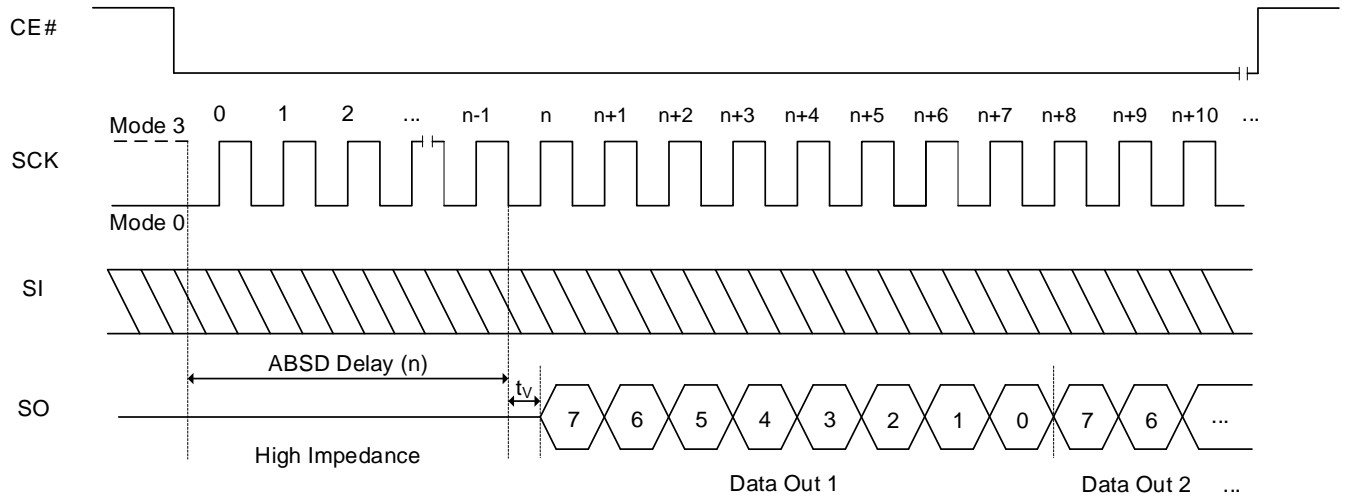 CE#
0 1 2 ... n-1 n n+1 n+2 n+3 n+4 n+5 n+6 n+7 n+8 n+9 n+10 ...
Mode 3
SCK
Mode 0
SI
ABSD Delay (n)
tV
SO
7 6 5 4 3 2 1 0 7 6 ...
High Impedance
Data Out 1 Data Out 2 ...